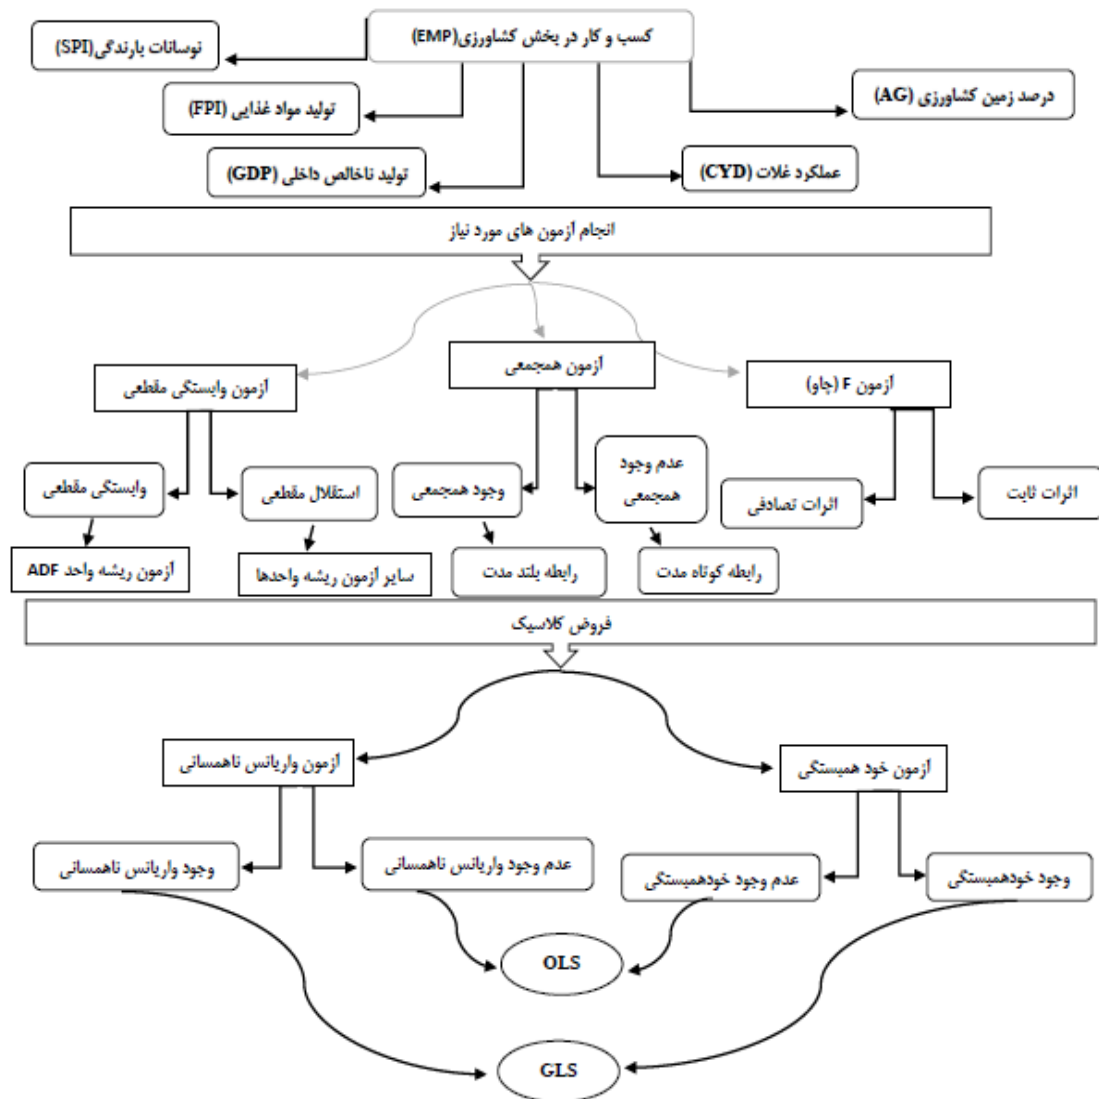 کسب و کار در بخش کشاورزی(EMP)
نوسانات بارندگی(SPI)
درصد زمین کشاورزی (AG)
تولید مواد غذایی (FPI)
عملکرد غلات (CYD)
تولید ناخالص داخلی (GDP)
انجام آزمون های مورد نیاز
آزمون همجمعی
آزمون F (چاو)
آزمون وابستگی مقطعی
عدم وجود
همجمعی
اثرات ثابت
اثرات تصادفی
وجود همجمعی
استقلال مقطعی
وابستگی مقطعی
رابطه کوتاه مدت
رابطه بلند مدت
سایر آزمون ریشه واحدها
آزمون ریشه واحد ADF
فروض کلاسیک
آزمون خود همبستگی
آزمون واریانس ناهمسانی
وجود خودهمبستگی
عدم وجود خودهمبستگی
عدم وجود واریانس ناهمسانی
وجود واریانس ناهمسانی
OLS
GLS